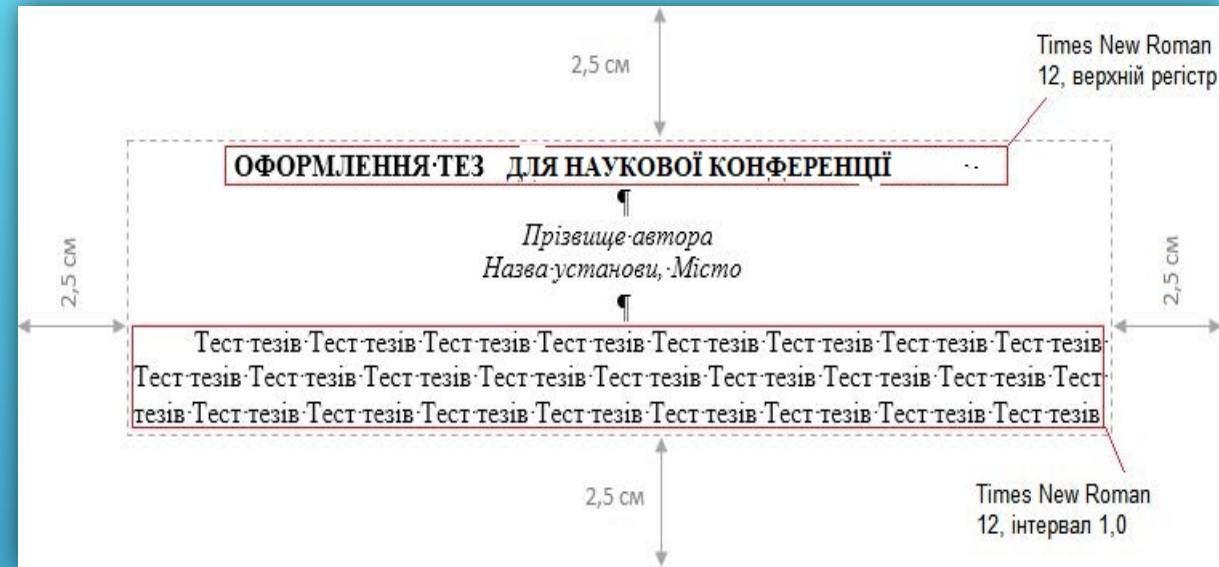 2,5 см
Times New Roman
12, верхній регістр
ОФОРМЛЕННЯ·ТЕЗ ДЛЯ НАУКОВОЇ КОНФЕРЕНЦІЇ
¶
Прізвище·автора
Назва·установи,·Місто
¶
2,5 см
2,5 см
Тест·тезів·Тест·тезів·Тест·тезів·Тест·тезів·Тест·тезів·Тест·тезів·Тест·тезів·Тест·тезів·
Тест·тезів·Тест·тезів·Тест·тезів·Тест·тезів·Тест·тезів·Тест·тезів·Тест·тезів·Тест·тезів·Тест·
тезів·Тест·тезів·Тест·тезів·Тест·тезів·Тест·тезів·Тест·тезів·Тест·тезів·Тест·тезів·Тест·тезів
2,5 см
Times New Roman
12, інтервал 1,0